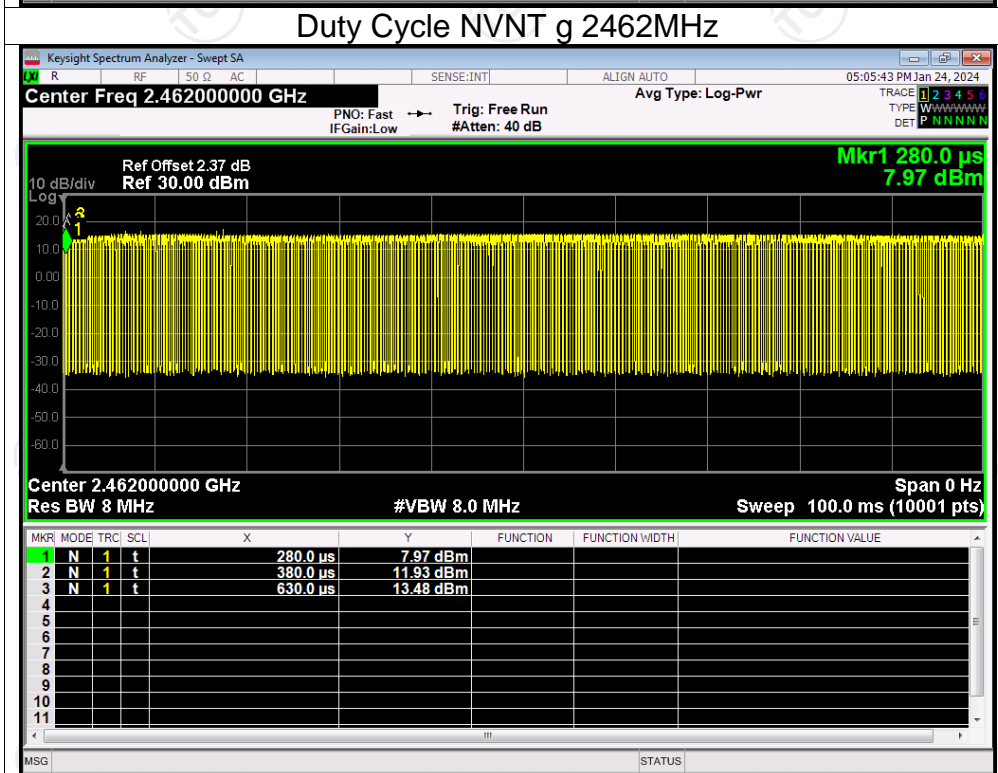 Duty Cycle NVNT g 2462MHz
Keysight Spectrum Analyzer - Swept SA
LXI R RF 50 Ω AC SENSE:INT ALIGN AUTO 05:05:43 PM Jan 24, 2024
Center Freq 2.462000000 GHz Avg Type: Log-Pwr TRACE 1 2 3 4 5 6
PNO: Fast Trig: Free Run TYPE WWWWWWW
IFGain:Low #Atten: 40 dB DET P N N N N N
Mkr1 280.0 µs
Ref Offset 2.37 dB
10 dB/div Ref 30.00 dBm 7.97 dBm
Log
20.0
1
10.0
0.00
-10.0
-20.0
-30.0
-40.0
-50.0
-60.0
Center 2.462000000 GHz Span 0 Hz
Res BW 8 MHz #VBW 8.0 MHz Sweep 100.0 ms (10001 pts)
MKR MODE TRC SCL X Y FUNCTION FUNCTION WIDTH FUNCTION VALUE
1 N 1 t 280.0 µs 7.97 dBm
2 N 1 t 380.0 µs 11.93 dBm
3 N 1 t 630.0 µs 13.48 dBm
4
5
6
7
8
9
10
11
MSG STATUS